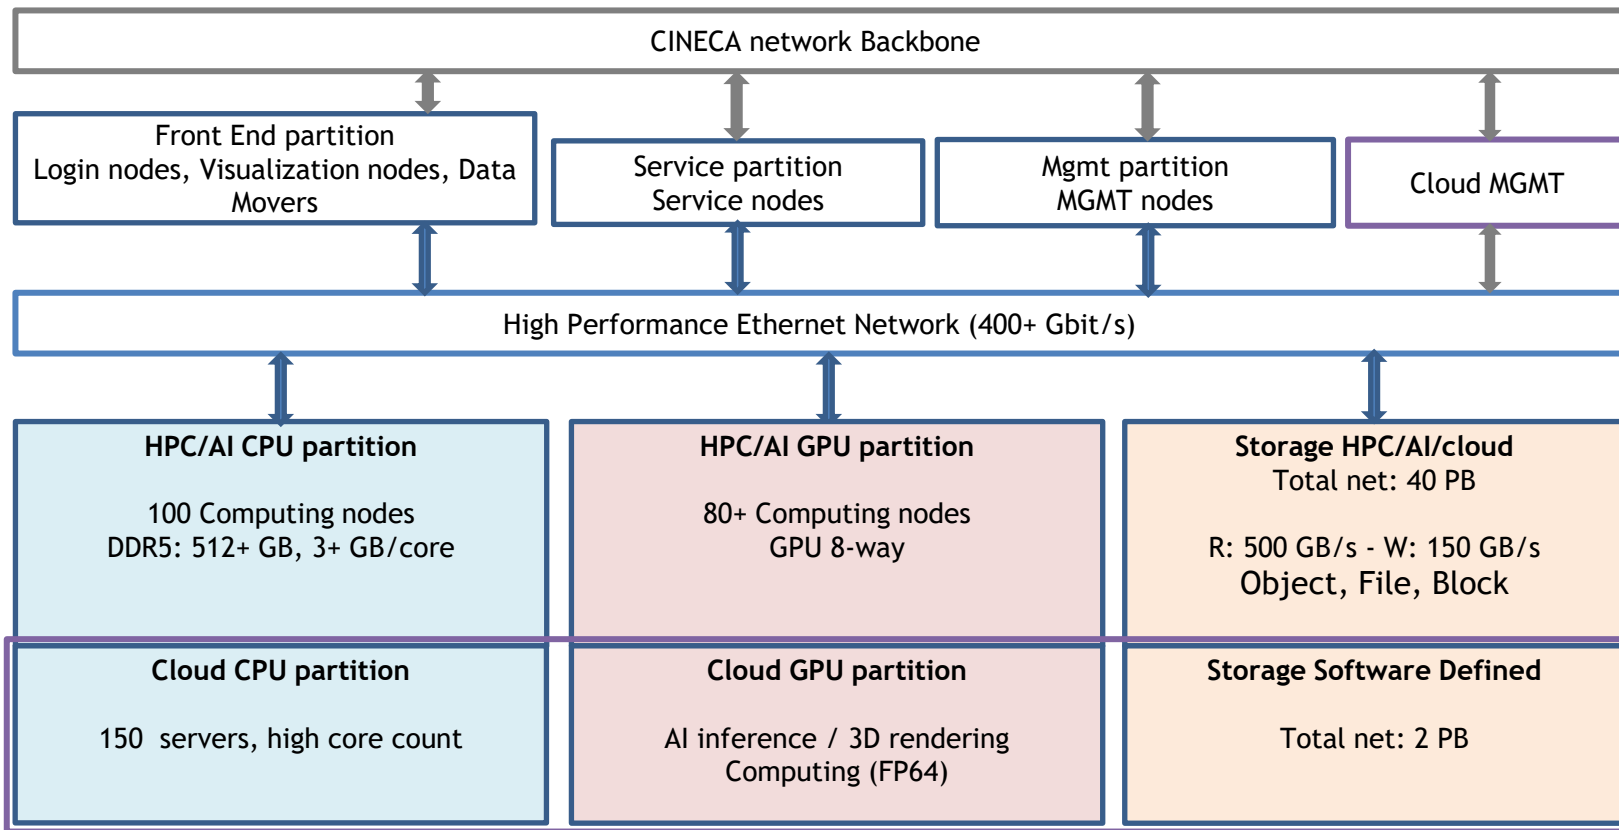 CINECA network Backbone
Front End partition
Login nodes, Visualization nodes, Data
Movers
Service partition
Service nodes
Mgmt partition
MGMT nodes
Cloud MGMT
High Performance Ethernet Network (400+ Gbit/s)
HPC/AI CPU partition
100 Computing nodes
DDR5: 512+ GB, 3+ GB/core
HPC/AI GPU partition
80+ Computing nodes
GPU 8-way
Storage HPC/AI/cloud
Total net: 40 PB
R: 500 GB/s - W: 150 GB/s
Object, File, Block
Cloud CPU partition
150 servers, high core count
Cloud GPU partition
AI inference / 3D rendering
Computing (FP64)
Storage Software Defined
Total net: 2 PB